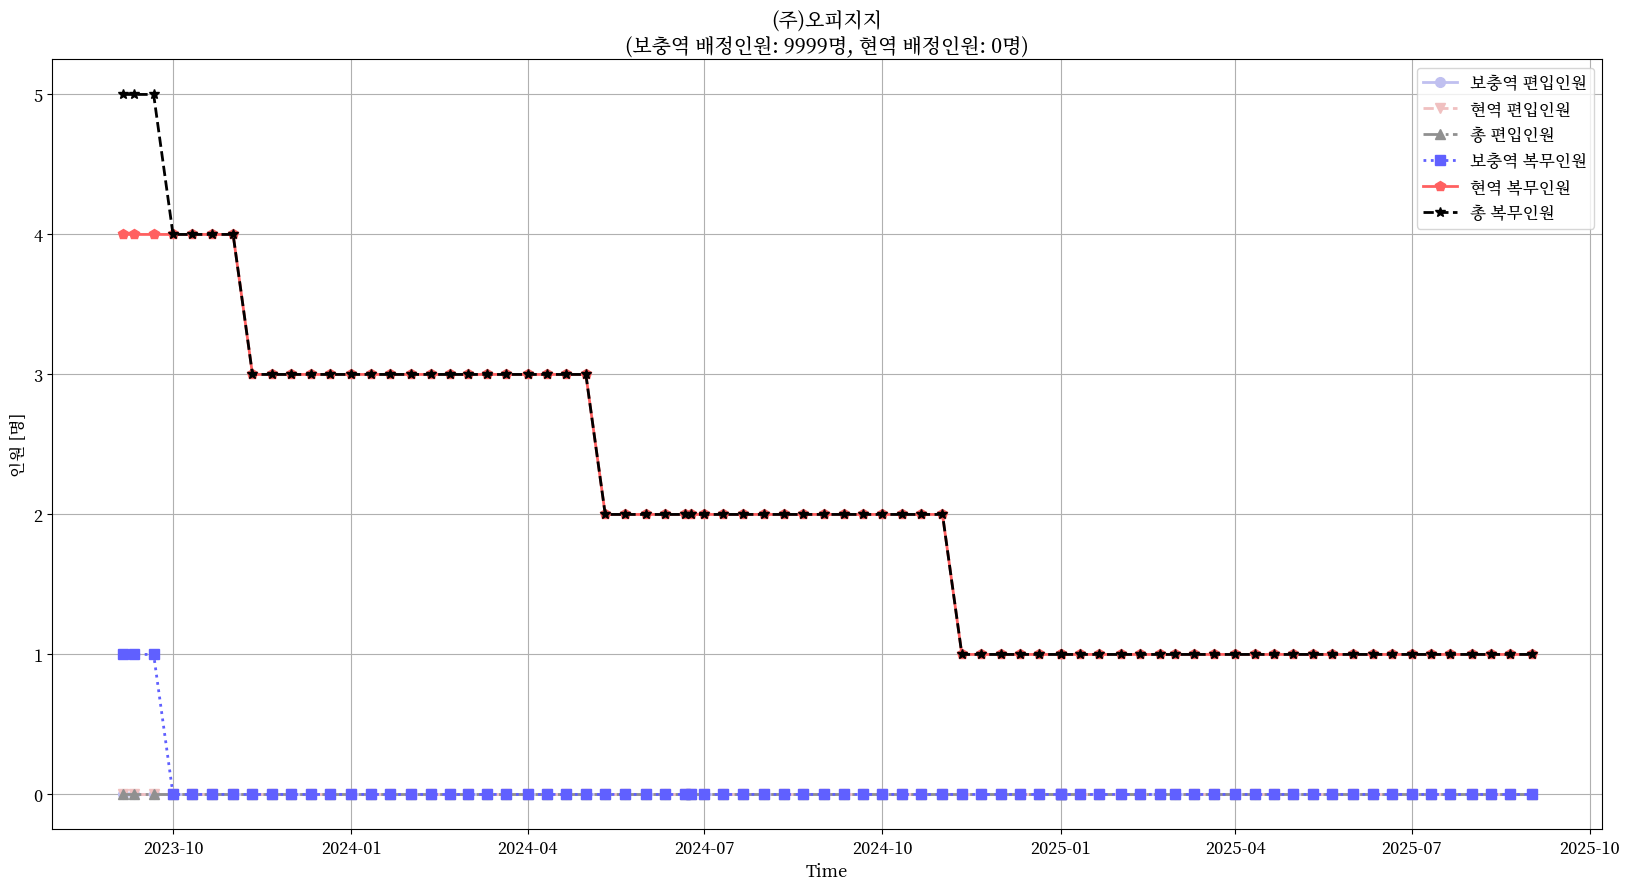 (주)오피지지
(보충역 배정인원: 9999명, 현역 배정인원: 0명)
보충역 편입인원
현역 편입인원
총 편입인원
보충역 복무인원
현역 복무인원
총 복무인원
인원 [명]
5
4
3
2
1
0
2023-10
2024-01
2024-04
2024-07
2024-10
2025-01
2025-04
2025-07
2025-10
Time